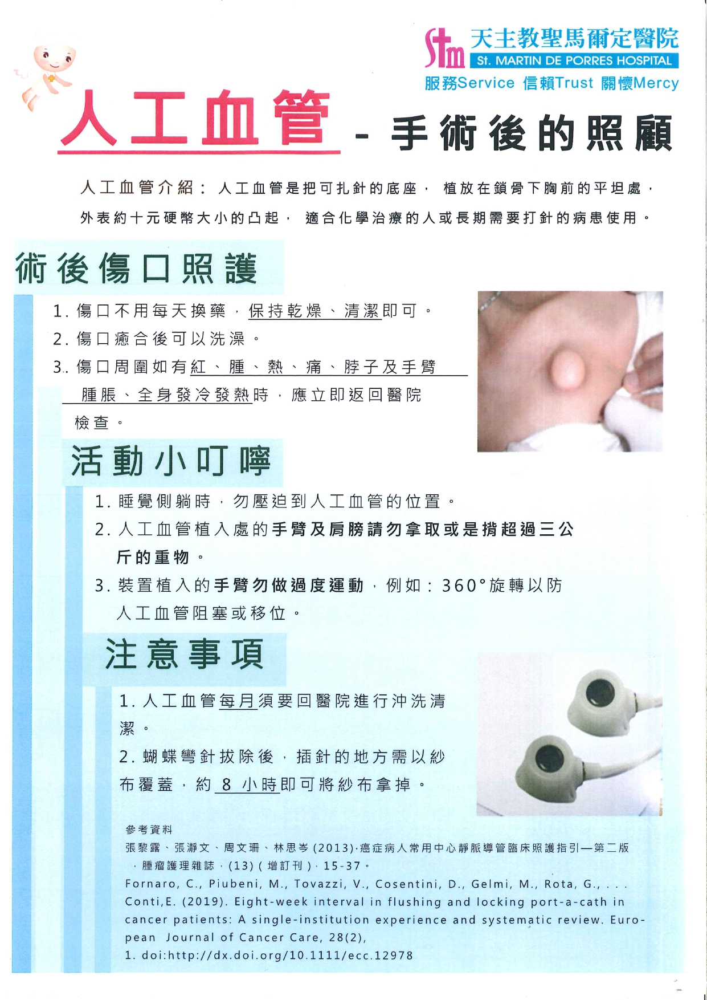 Stm 天主教聖馬爾定醫院
St. MARTIN DE PORRES HOSPITAL
服務Service 信賴Trust 關懷Mercy
人工血管 - 手術後的照顧
人工血管介紹：人工血管是把可扎針的底座，植放在鎖骨下胸前的平坦處，
外表約十元硬幣大小的凸起，適合化學治療的人或長期需要打針的病患使用。
術後傷口照護
1. 傷口不用每天換藥，保持乾燥、清潔即可。
2. 傷口癒合後可以洗澡。
3.. 傷口周圍如有紅、腫、熱、痛、脖子及手臂
腫脹、全身發冷發熱時，應立即返回醫院
檢查。
活動小叮嚀
1. 睡覺側躺時，勿壓迫到人工血管的位置。
2. 人工血管植入處的手臂及肩膀請勿拿取或是揹超過三公
斤的重物。
3. 裝置植入的手臂勿做過度運動，例如：360°旋轉以防
人工血管阻塞或移位。
注意事項
1. 人工血管每月須要回醫院進行沖洗清
潔。
2. 蝴蝶彎針拔除後，插針的地方需以紗
布覆蓋，約 8 小時即可將紗布拿掉。
參考資料
張黎露、張瀞文、周文珊、林思岑(2013)·癌症病人常用中心靜脈導管臨床照護指引—第二版
，腫瘤護理雜誌，(13)(增訂刊)，15-37。
Fornaro, C., Piubeni, M., Tovazzi, V., Cosentini, D., Gelmi, M., Rota, G., . . .
Conti,E. (2019). Eight-week interval in flushing and locking port-a-cath in
cancer patients: A single-institution experience and systematic review. Euro-
pean Journal of Cancer Care, 28(2),
1. doi:http://dx.doi.org/10.1111/ecc.12978